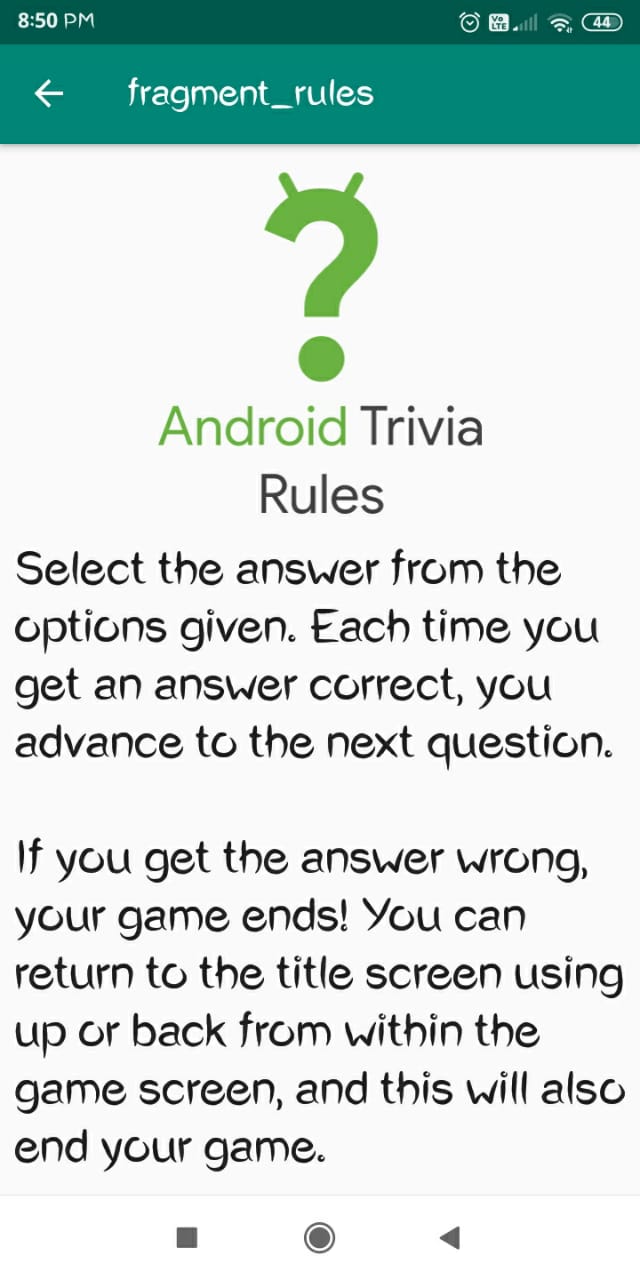 8:50 PM
Vo LTE 44
fragment_rules
Android Trivia
Rules
Select the answer from the
options given. Each time you
get an answer correct, you
advance to the next question.
If you get the answer wrong,
your game ends! You can
return to the title screen using
up or back from within the
game screen, and this will also
end your game.